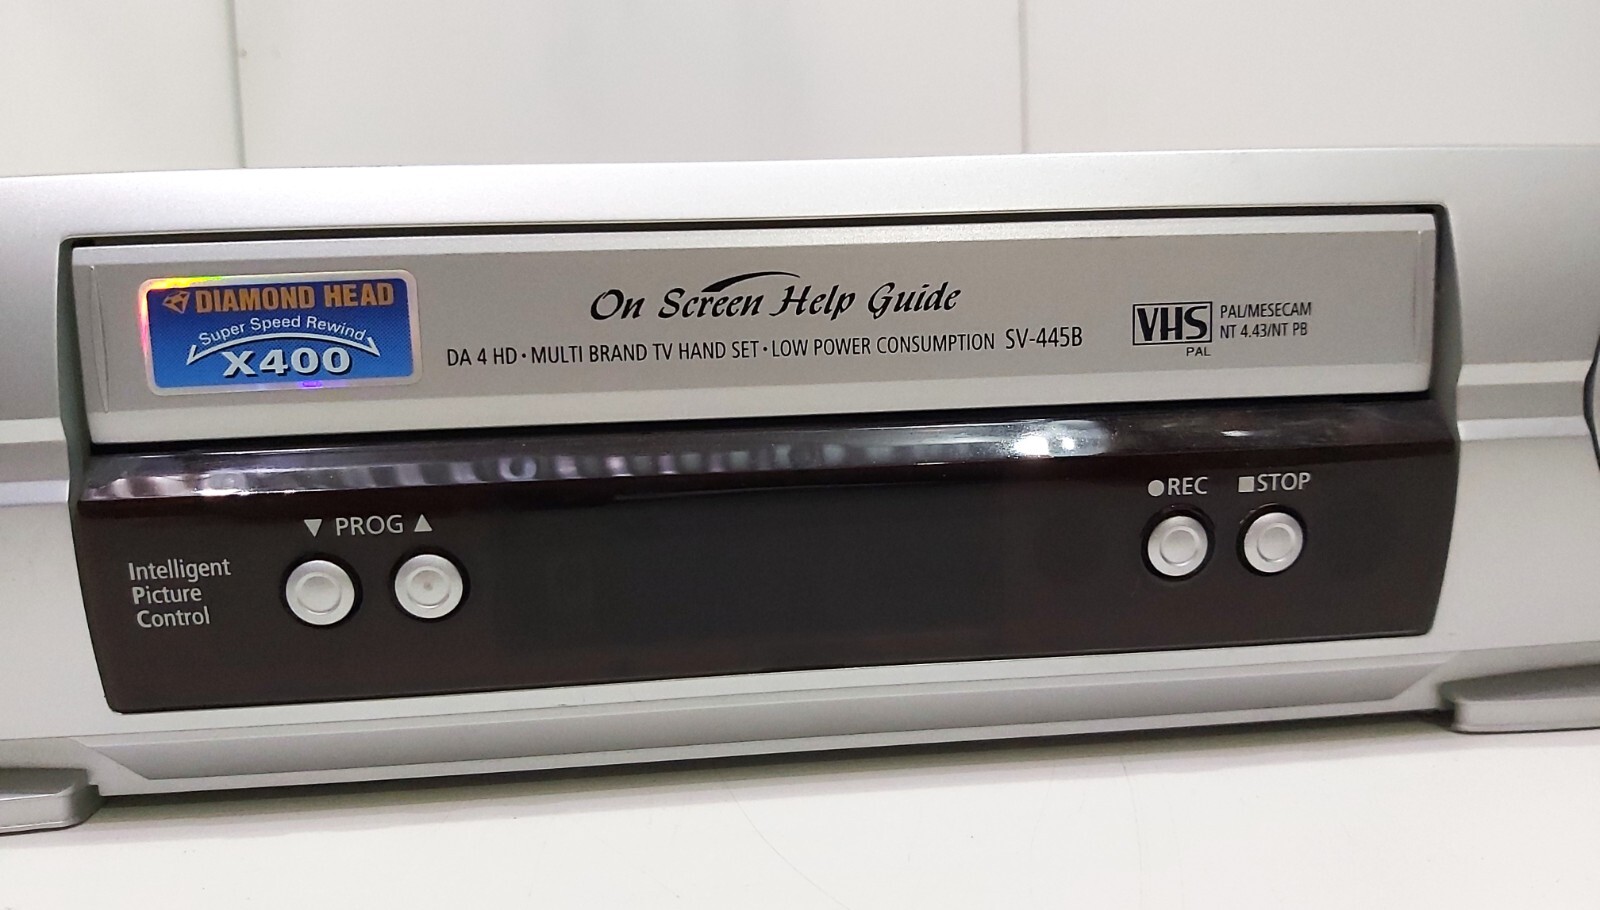 DIAMOND HEAD
Super Speed Rewind
X400
On Screen Help Guide
DA 4 HD · MULTI BRAND TV HAND SET · LOW POWER CONSUMPTION SV-445B
VHS
PAL
PAL/MESECAM
NT 4.43/NT PB
▼ PROG ▲
●REC
■STOP
Intelligent
Picture
Control